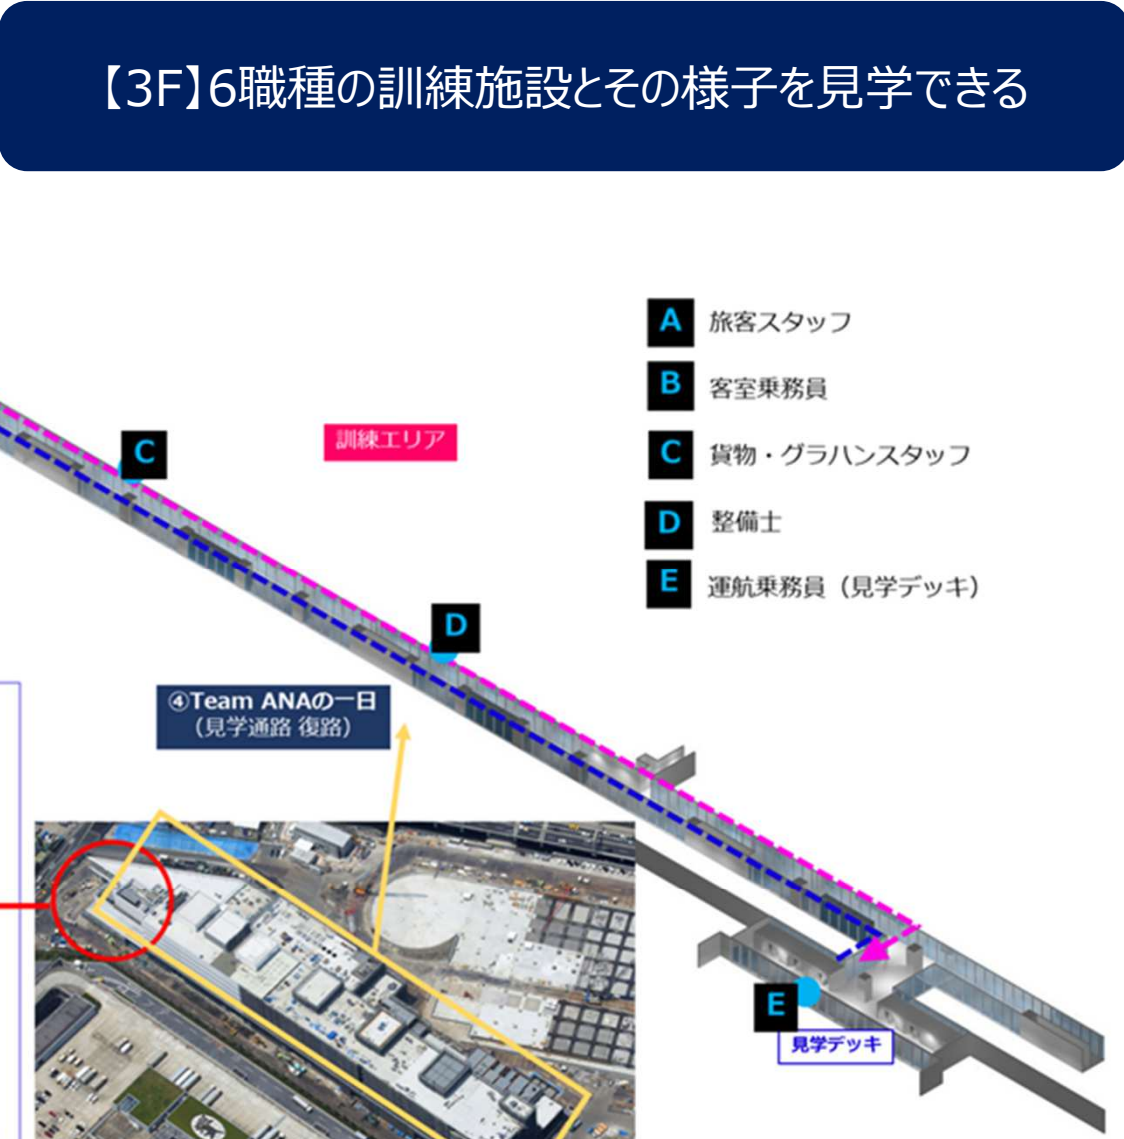 【3F】6職種の訓練施設とその様子を見学できる
A 旅客スタッフ
B 客室乗務員
C 貨物・グラハンスタッフ
D 整備士
E 運航乗務員（見学デッキ）
C
訓練エリア
D
④Team ANAの一日
（見学通路 復路）
E
見学デッキ